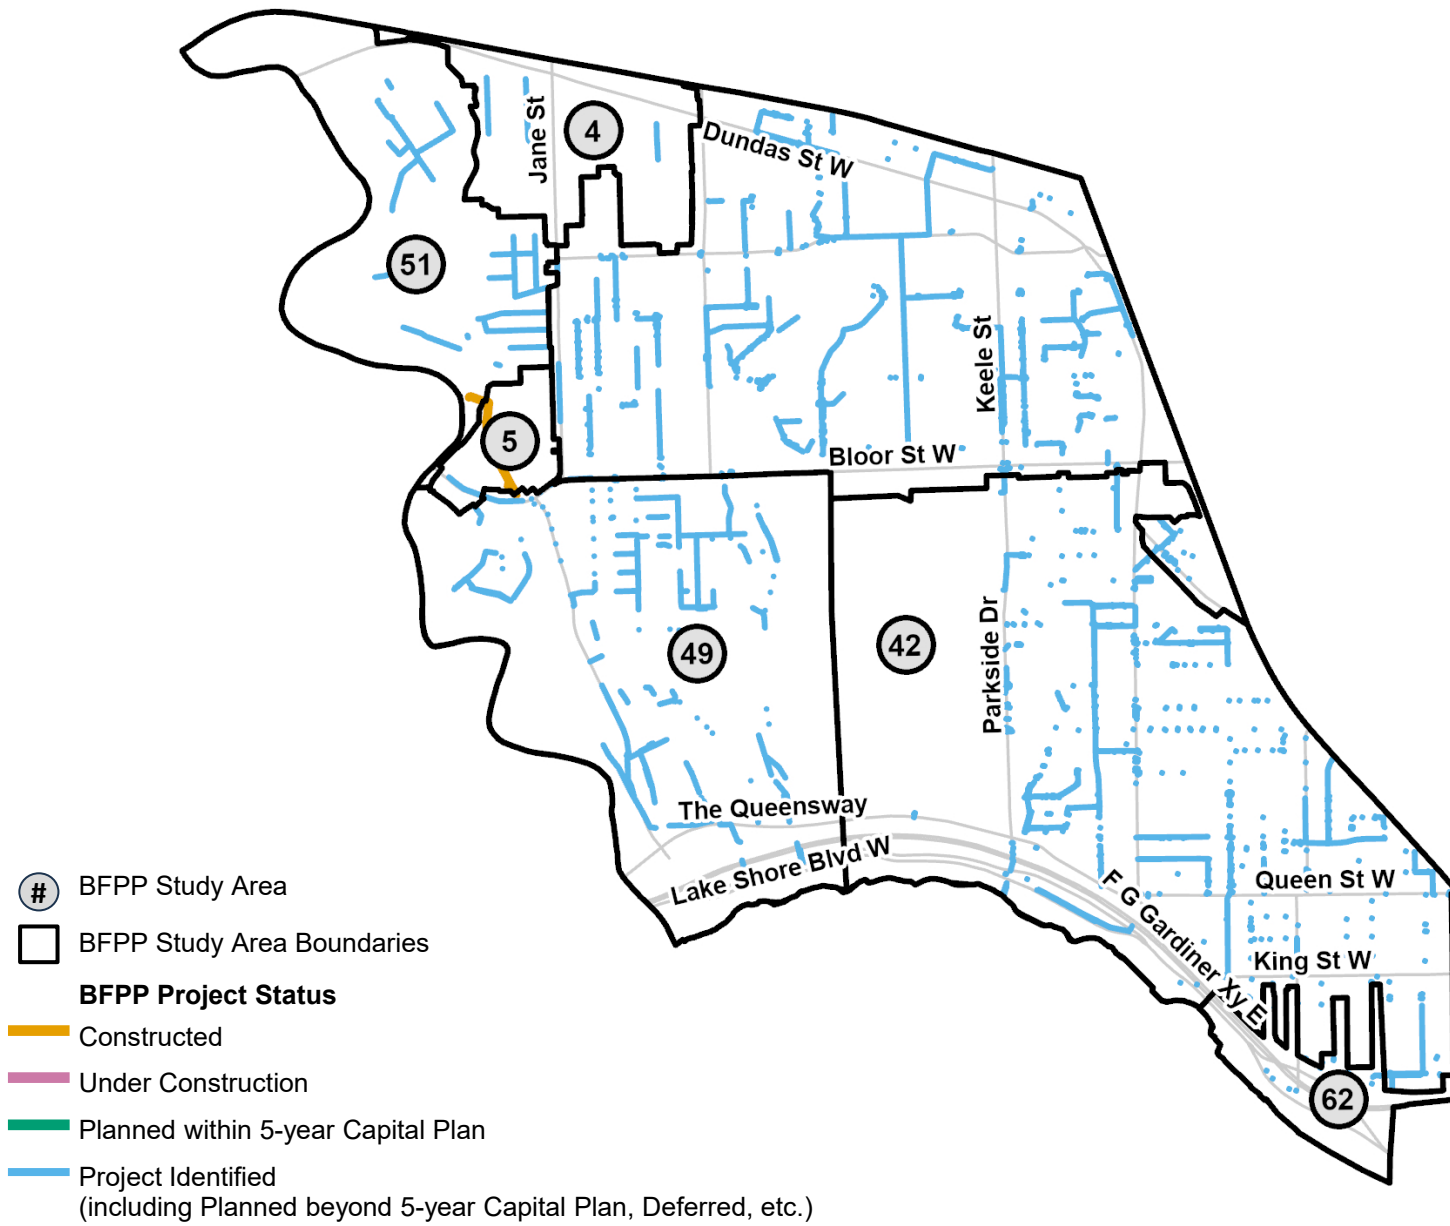 Jane St
4
Dundas St W
51
Keele St
5
Bloor St W
49
42
Parkside Dr
The Queensway
Lake Shore Blvd W
F G Gardiner Xy E
Queen St W
King St W
62
# BFPP Study Area
BFPP Study Area Boundaries
BFPP Project Status
Constructed
Under Construction
Planned within 5-year Capital Plan
Project Identified
(including Planned beyond 5-year Capital Plan, Deferred, etc.)